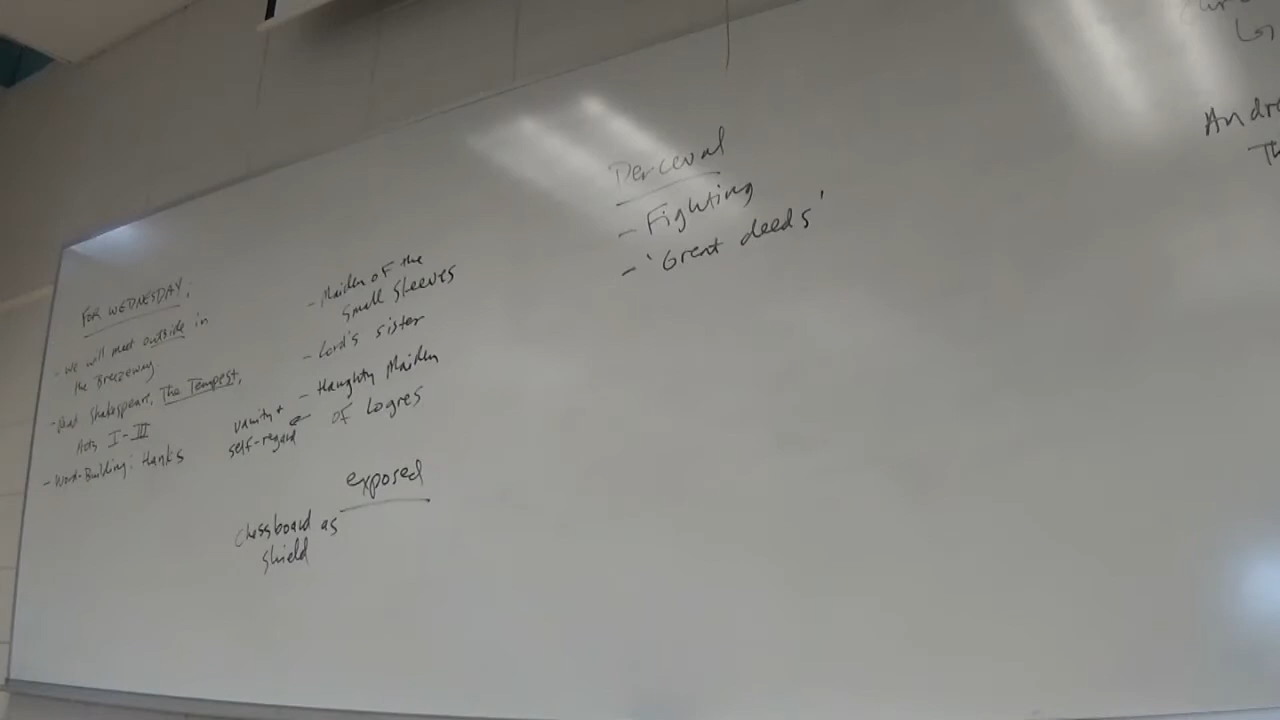 FOR WEDNESDAY:
- We will meet outside in
the Breezeway
- Read Shakespeare, The Tempest,
Acts I-III
- Word-Building: Hanks
- Maiden of the
Small Sleeves
- Lord's sister
- Haughty Maiden
of Logres
vanity +
self-regard ←
exposed
chessboard as
shield
Perceval
- Fighting
- 'Great deeds'